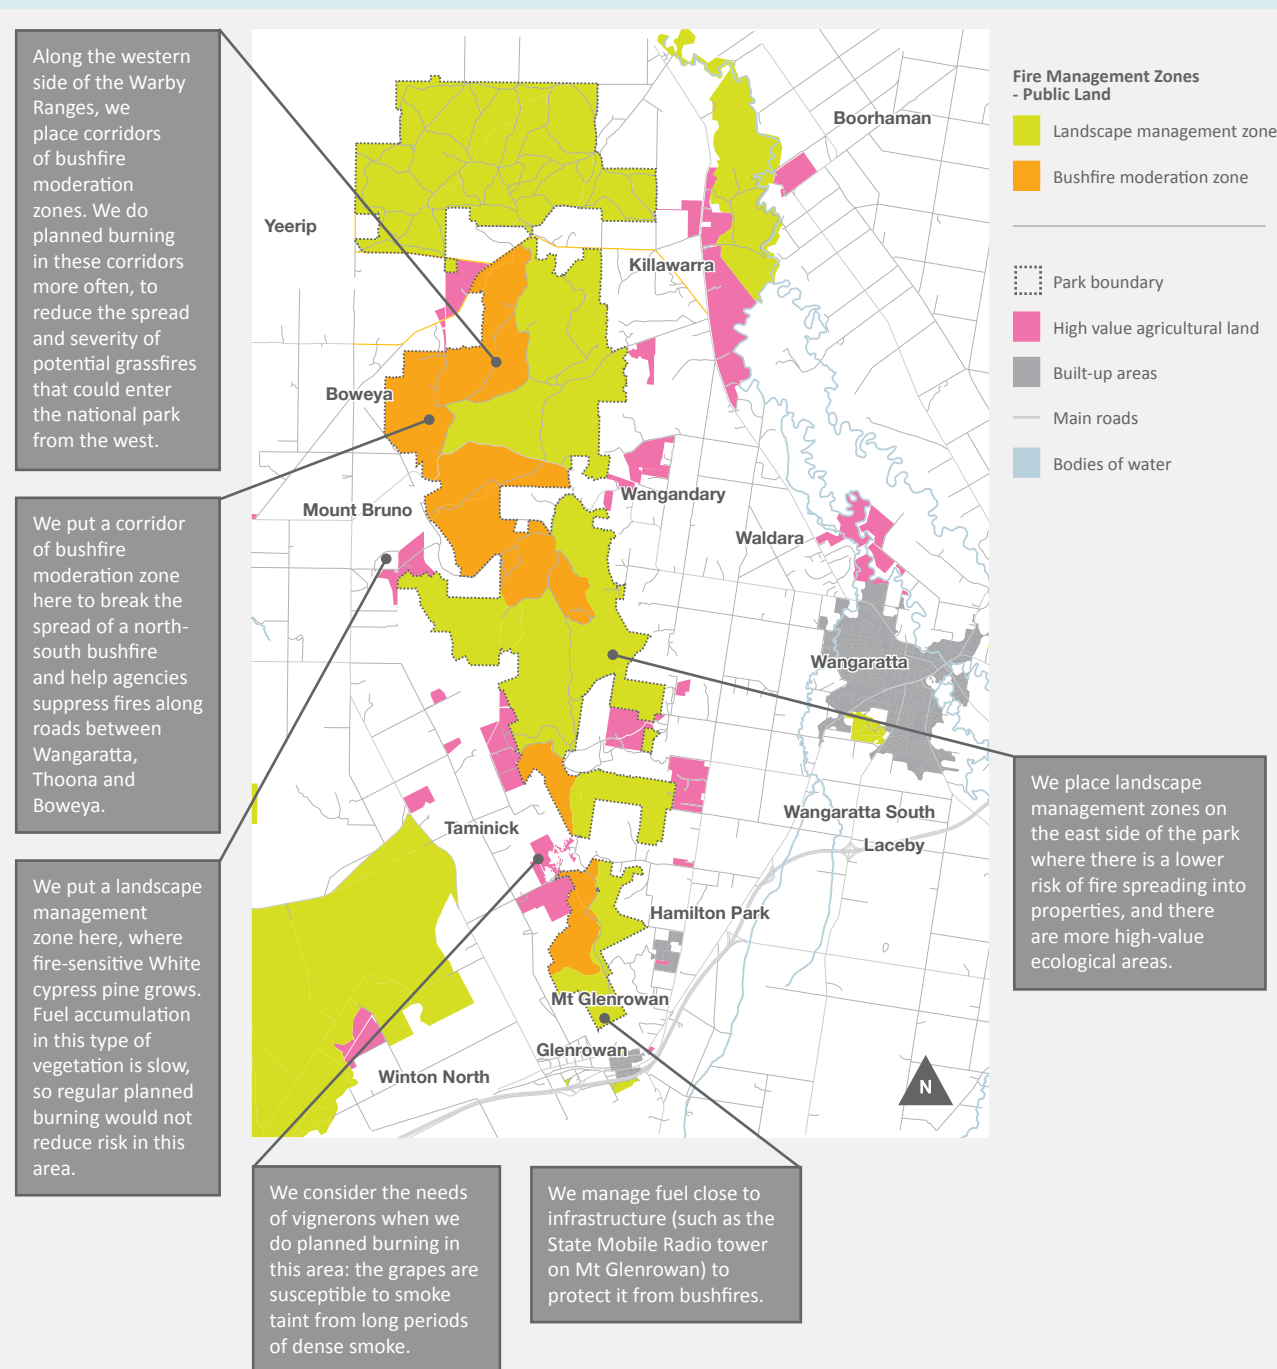 Along the western
side of the Warby
Ranges, we
place corridors
of bushfire
moderation
zones. We do
planned burning
in these corridors
more often, to
reduce the spread
and severity of
potential grassfires
that could enter
the national park
from the west.
We put a corridor
of bushfire
moderation zone
here to break the
spread of a north-
south bushfire
and help agencies
suppress fires along
roads between
Wangaratta,
Thoona and
Boweya.
We put a landscape
management
zone here, where
fire-sensitive White
cypress pine grows.
Fuel accumulation
in this type of
vegetation is slow,
so regular planned
burning would not
reduce risk in this
area.
Boorhaman
Yeerip
Killawarra
Boweya
Wangandary
Mount Bruno
Waldara
Wangaratta
Wangaratta South
Taminick
Laceby
Hamilton Park
Mt Glenrowan
Glenrowan
Winton North
N
Fire Management Zones
- Public Land
Landscape management zone
Bushfire moderation zone
Park boundary
High value agricultural land
Built-up areas
Main roads
Bodies of water
We place landscape
management zones on
the east side of the park
where there is a lower
risk of fire spreading into
properties, and there
are more high-value
ecological areas.
We consider the needs
of vignerons when we
do planned burning in
this area: the grapes are
susceptible to smoke
taint from long periods
of dense smoke.
We manage fuel close to
infrastructure (such as the
State Mobile Radio tower
on Mt Glenrowan) to
protect it from bushfires.